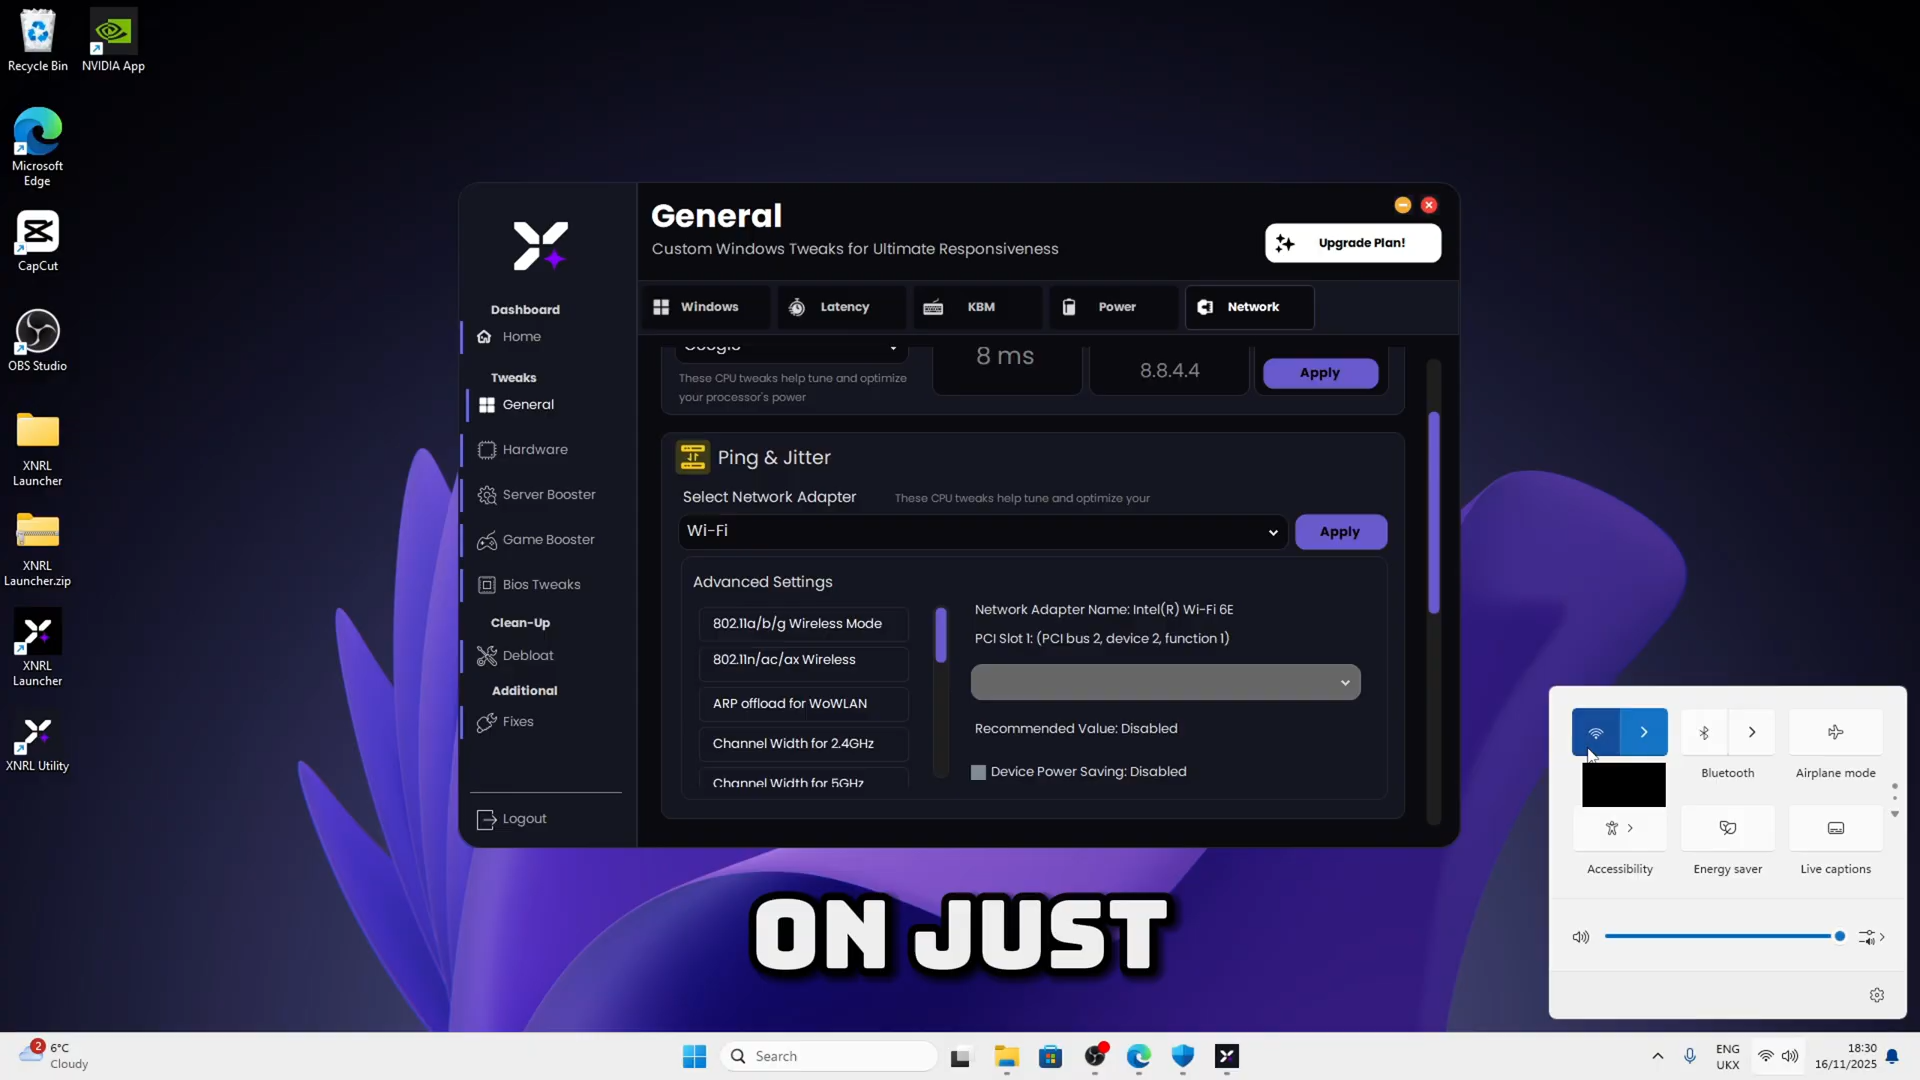 Recycle Bin
NVIDIA App
Microsoft
Edge
CapCut
OBS Studio
XNRL
Launcher
XNRL
Launcher.zip
XNRL
Launcher
XNRL Utility
Dashboard
Home
Tweaks
General
Hardware
Server Booster
Game Booster
Bios Tweaks
Clean-Up
Debloat
Additional
Fixes
Logout
General
Custom Windows Tweaks for Ultimate Responsiveness
Upgrade Plan!
Windows
Latency
KBM
Power
Network
Google
8 ms
8.8.4.4
Apply
These CPU tweaks help tune and optimize
your processor's power
Ping & Jitter
Select Network Adapter
These CPU tweaks help tune and optimize your
Wi-Fi
Apply
Advanced Settings
802.11a/b/g Wireless Mode
802.11n/ac/ax Wireless
ARP offload for WoWLAN
Channel Width for 2.4GHz
Channel Width for 5GHz
Network Adapter Name: Intel(R) Wi-Fi 6E
PCI Slot 1: (PCI bus 2, device 2, function 1)
Recommended Value: Disabled
Device Power Saving: Disabled
Bluetooth
Airplane mode
Accessibility
Energy saver
Live captions
ON JUST
2
6°C
Cloudy
Search
ENG
UKX
18:30
16/11/2025